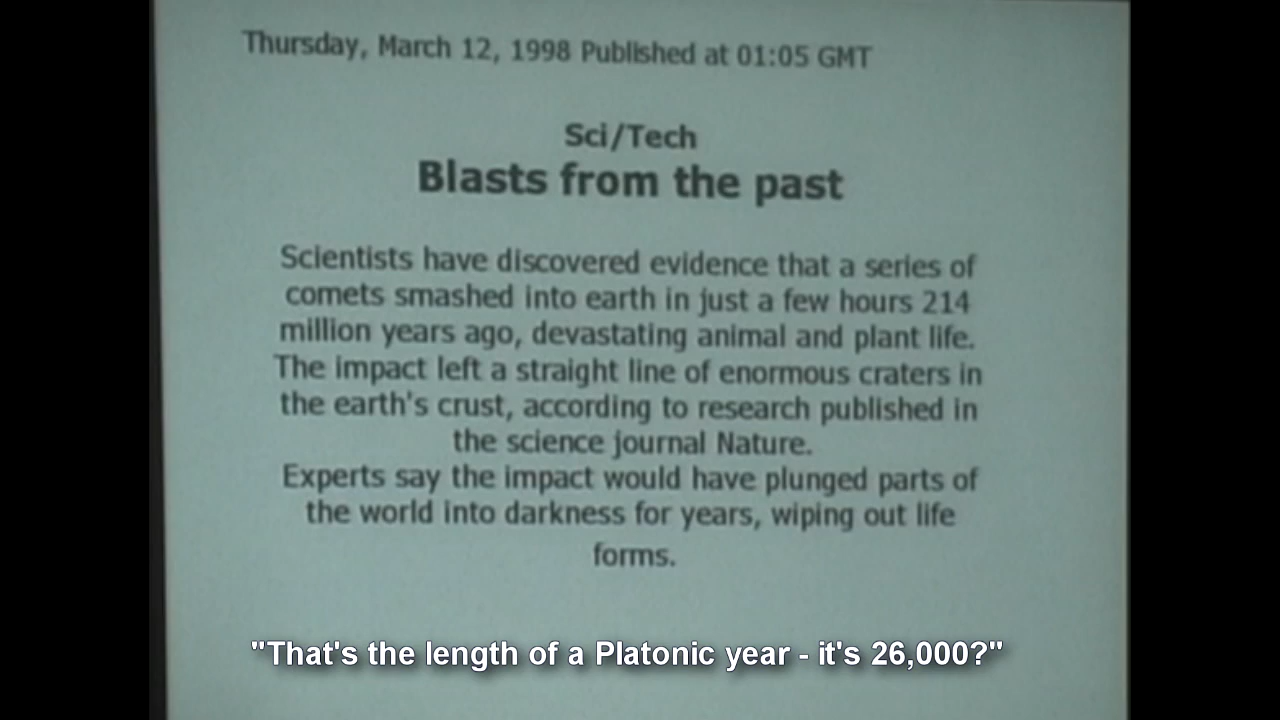 Thursday, March 12, 1998 Published at 01:05 GMT
Sci/Tech
Blasts from the past
Scientists have discovered evidence that a series of
comets smashed into earth in just a few hours 214
million years ago, devastating animal and plant life.
The impact left a straight line of enormous craters in
the earth's crust, according to research published in
the science journal Nature.
Experts say the impact would have plunged parts of
the world into darkness for years, wiping out life
forms.
"That's the length of a Platonic year - it's 26,000?"